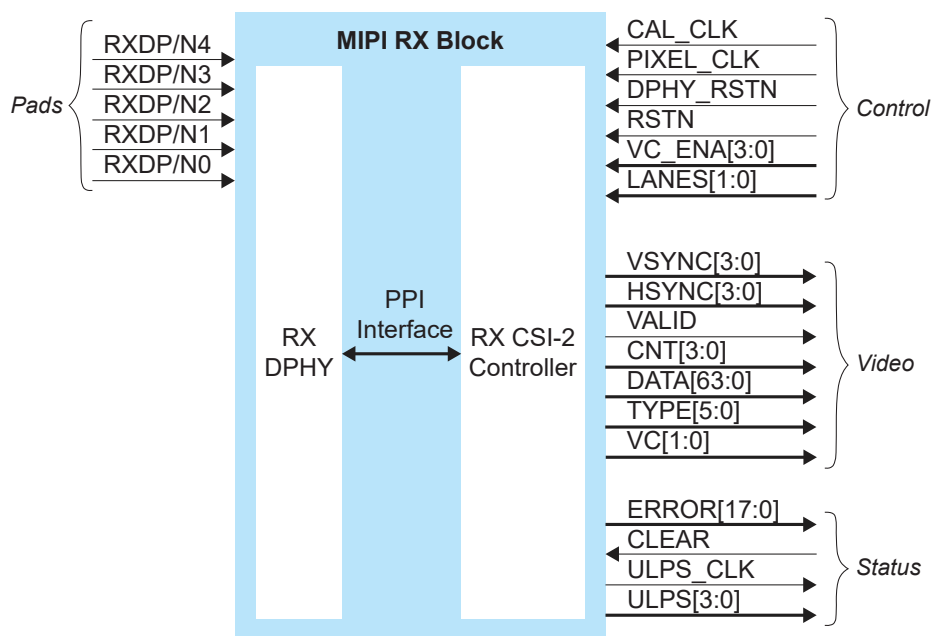 MIPI RX Block
Pads
RXDP/N4
RXDP/N3
RXDP/N2
RXDP/N1
RXDP/N0
CAL_CLK
PIXEL_CLK
DPHY_RSTN
RSTN
VC_ENA[3:0]
LANES[1:0]
Control
RX
DPHY
PPI
Interface
RX CSI-2
Controller
VSYNC[3:0]
HSYNC[3:0]
VALID
CNT[3:0]
DATA[63:0]
TYPE[5:0]
VC[1:0]
Video
ERROR[17:0]
CLEAR
ULPS_CLK
ULPS[3:0]
Status